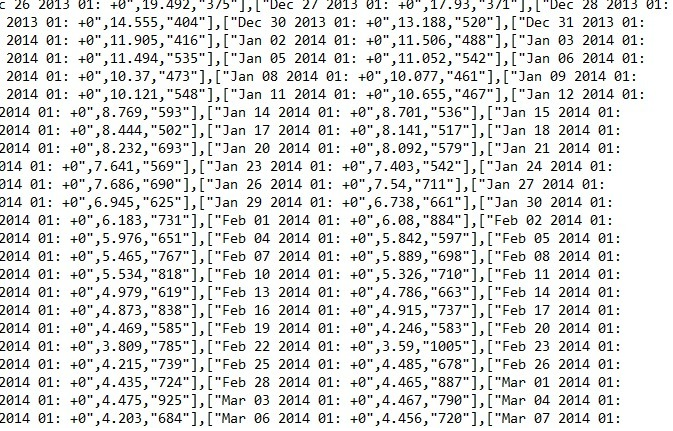 c 26 2013 01: +0",19.492,"375"],["Dec 27 2013 01: +0",17.93,"371"],["Dec 28 2013 01:
2013 01: +0",14.555,"404"],["Dec 30 2013 01: +0",13.188,"520"],["Dec 31 2013
2014 01: +0",11.905,"416"],["Jan 02 2014 01: +0",11.506,"488"],["Jan 03 2014
2014 01: +0",11.494,"535"],["Jan 05 2014 01: +0",11.052,"542"],["Jan 06 2014
2014 01: +0",10.37,"473"],["Jan 08 2014 01: +0",10.077,"461"],["Jan 09 2014
2014 01: +0",10.121,"548"],["Jan 11 2014 01: +0",10.655,"467"],["Jan 12 2014
2014 01: +0",8.769,"593"],["Jan 14 2014 01: +0",8.701,"536"],["Jan 15 2014 01:
2014 01: +0",8.444,"502"],["Jan 17 2014 01: +0",8.141,"517"],["Jan 18 2014 01:
2014 01: +0",8.232,"693"],["Jan 20 2014 01: +0",8.092,"579"],["Jan 21 2014 01:
014 01: +0",7.641,"569"],["Jan 23 2014 01: +0",7.403,"542"],["Jan 24 2014 01:
014 01: +0",7.686,"690"],["Jan 26 2014 01: +0",7.54,"711"],["Jan 27 2014 01:
014 01: +0",6.945,"625"],["Jan 29 2014 01: +0",6.738,"661"],["Jan 30 2014 01:
2014 01: +0",6.183,"731"],["Feb 01 2014 01: +0",6.08,"884"],["Feb 02 2014 01:
2014 01: +0",5.976,"651"],["Feb 04 2014 01: +0",5.842,"597"],["Feb 05 2014 01:
2014 01: +0",5.465,"767"],["Feb 07 2014 01: +0",5.889,"698"],["Feb 08 2014 01:
2014 01: +0",5.534,"818"],["Feb 10 2014 01: +0",5.326,"710"],["Feb 11 2014 01:
2014 01: +0",4.979,"619"],["Feb 13 2014 01: +0",4.786,"663"],["Feb 14 2014 01:
2014 01: +0",4.873,"838"],["Feb 16 2014 01: +0",4.915,"737"],["Feb 17 2014 01:
2014 01: +0",4.469,"585"],["Feb 19 2014 01: +0",4.246,"583"],["Feb 20 2014 01:
2014 01: +0",3.809,"785"],["Feb 22 2014 01: +0",3.59,"1005"],["Feb 23 2014 01:
2014 01: +0",4.215,"739"],["Feb 25 2014 01: +0",4.485,"678"],["Feb 26 2014 01:
2014 01: +0",4.435,"724"],["Feb 28 2014 01: +0",4.465,"887"],["Mar 01 2014 01:
2014 01: +0",4.475,"925"],["Mar 03 2014 01: +0",4.467,"790"],["Mar 04 2014 01:
2014 01: +0",4.203,"684"],["Mar 06 2014 01: +0",4.456,"720"],["Mar 07 2014 01: